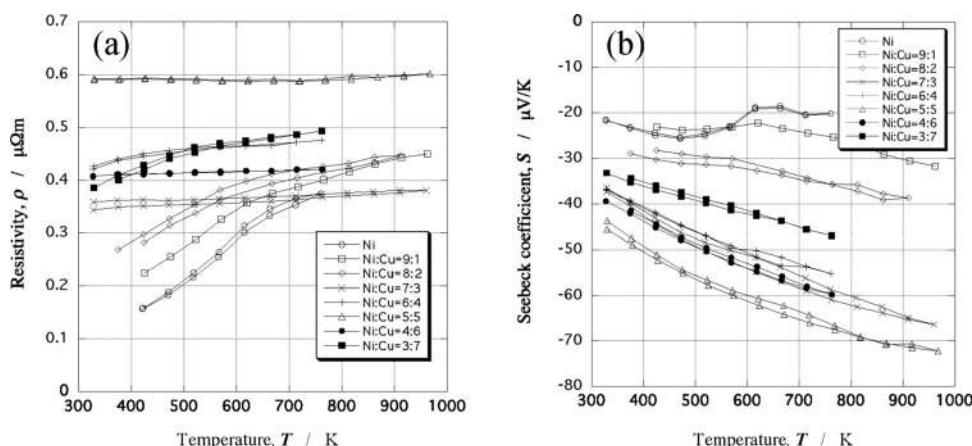 (a)
Resistivity, ρ / μΩm
0.7
0.6
0.5
0.4
0.3
0.2
0.1
0
300 400 500 600 700 800 900 1000
Temperature, T / K
Ni
Ni:Cu=9:1
Ni:Cu=8:2
Ni:Cu=7:3
Ni:Cu=6:4
Ni:Cu=5:5
Ni:Cu=4:6
Ni:Cu=3:7
(b)
Seebeck coefficicent, S / μV/K
0
-10
-20
-30
-40
-50
-60
-70
-80
300 400 500 600 700 800 900 1000
Temperature, T / K
Ni
Ni:Cu=9:1
Ni:Cu=8:2
Ni:Cu=7:3
Ni:Cu=6:4
Ni:Cu=5:5
Ni:Cu=4:6
Ni:Cu=3:7